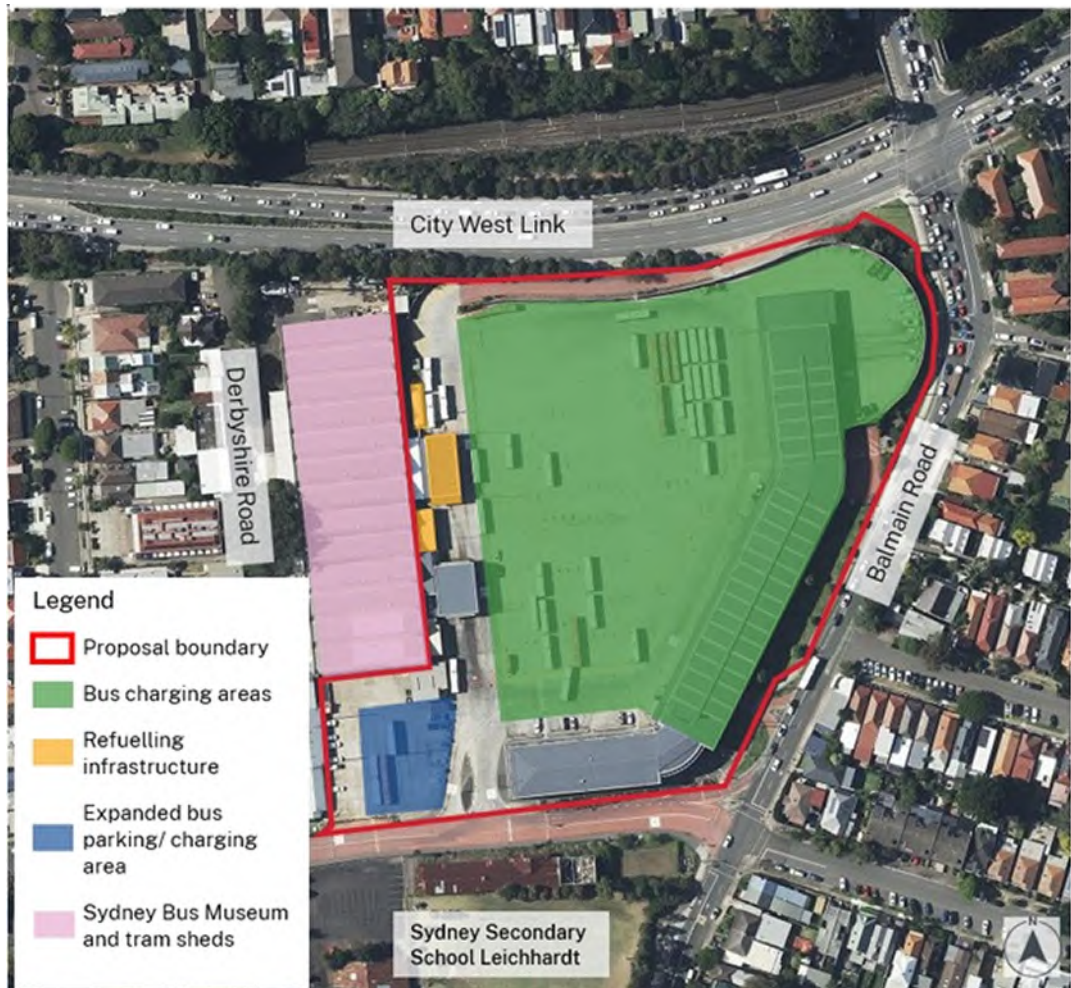 City West Link
Derbyshire Road
Balmain Road
Legend
Proposal boundary
Bus charging areas
Refuelling
infrastructure
Expanded bus
parking/ charging
area
Sydney Bus Museum
and tram sheds
Sydney Secondary
School Leichhardt
N